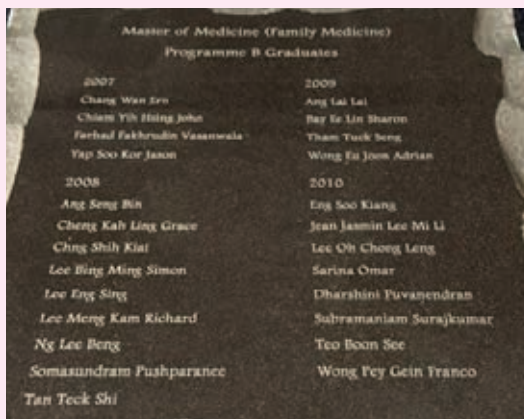 Master of Medicine (Family Medicine)
Programme B Graduates
2007
Chang Wan Ern
Chiam Yih Hsing John
Farhad Fakhrudin Vasanwala
Yap Soo Kor Jason
2008
Ang Seng Bin
Cheng Kah Ling Grace
Chng Shih Kiat
Lee Bing Ming Simon
Lee Eng Sing
Lee Meng Kam Richard
Ng Lee Beng
Somasundram Pushparanee
Tan Teck Shi
2009
Ang Lai Lai
Bay Ee Lin Sharon
Tham Tuck Seng
Wong Eu Joon Adrian
2010
Eng Soo Kiang
Jean Jasmin Lee Mi Li
Lee Oh Chong Leng
Sarina Omar
Dharshini Puvanendran
Subramaniam Surajkumar
Teo Boon See
Wong Pey Gein Franco